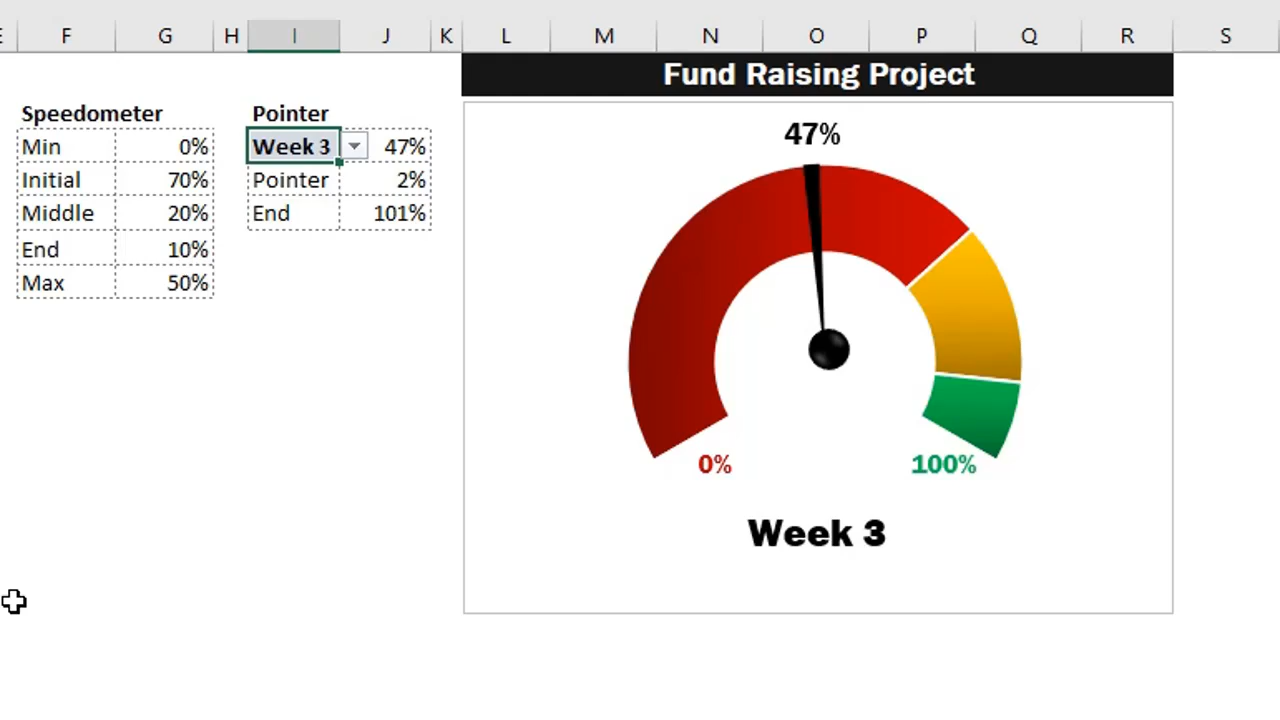 E F G H I J K L M N O P Q R S
Fund Raising Project
Speedometer Pointer
Min 0% Week 3 47%
Initial 70% Pointer 2%
Middle 20% End 101%
End 10%
Max 50%
47%
0% 100%
Week 3